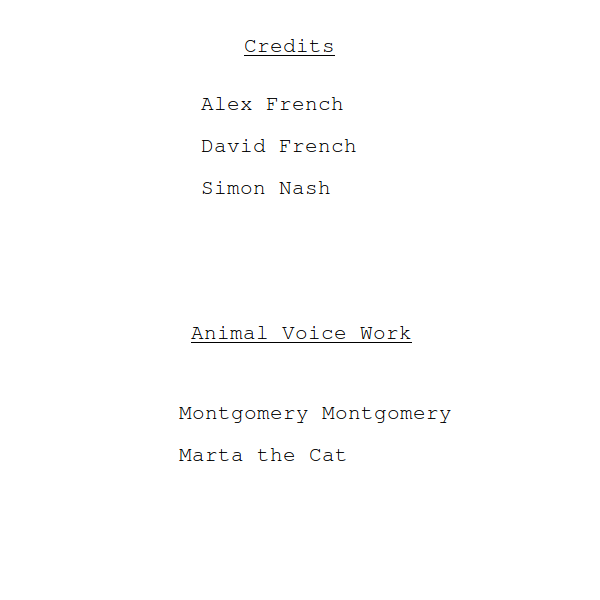 Credits
Alex French
David French
Simon Nash
Animal Voice Work
Montgomery Montgomery
Marta the Cat